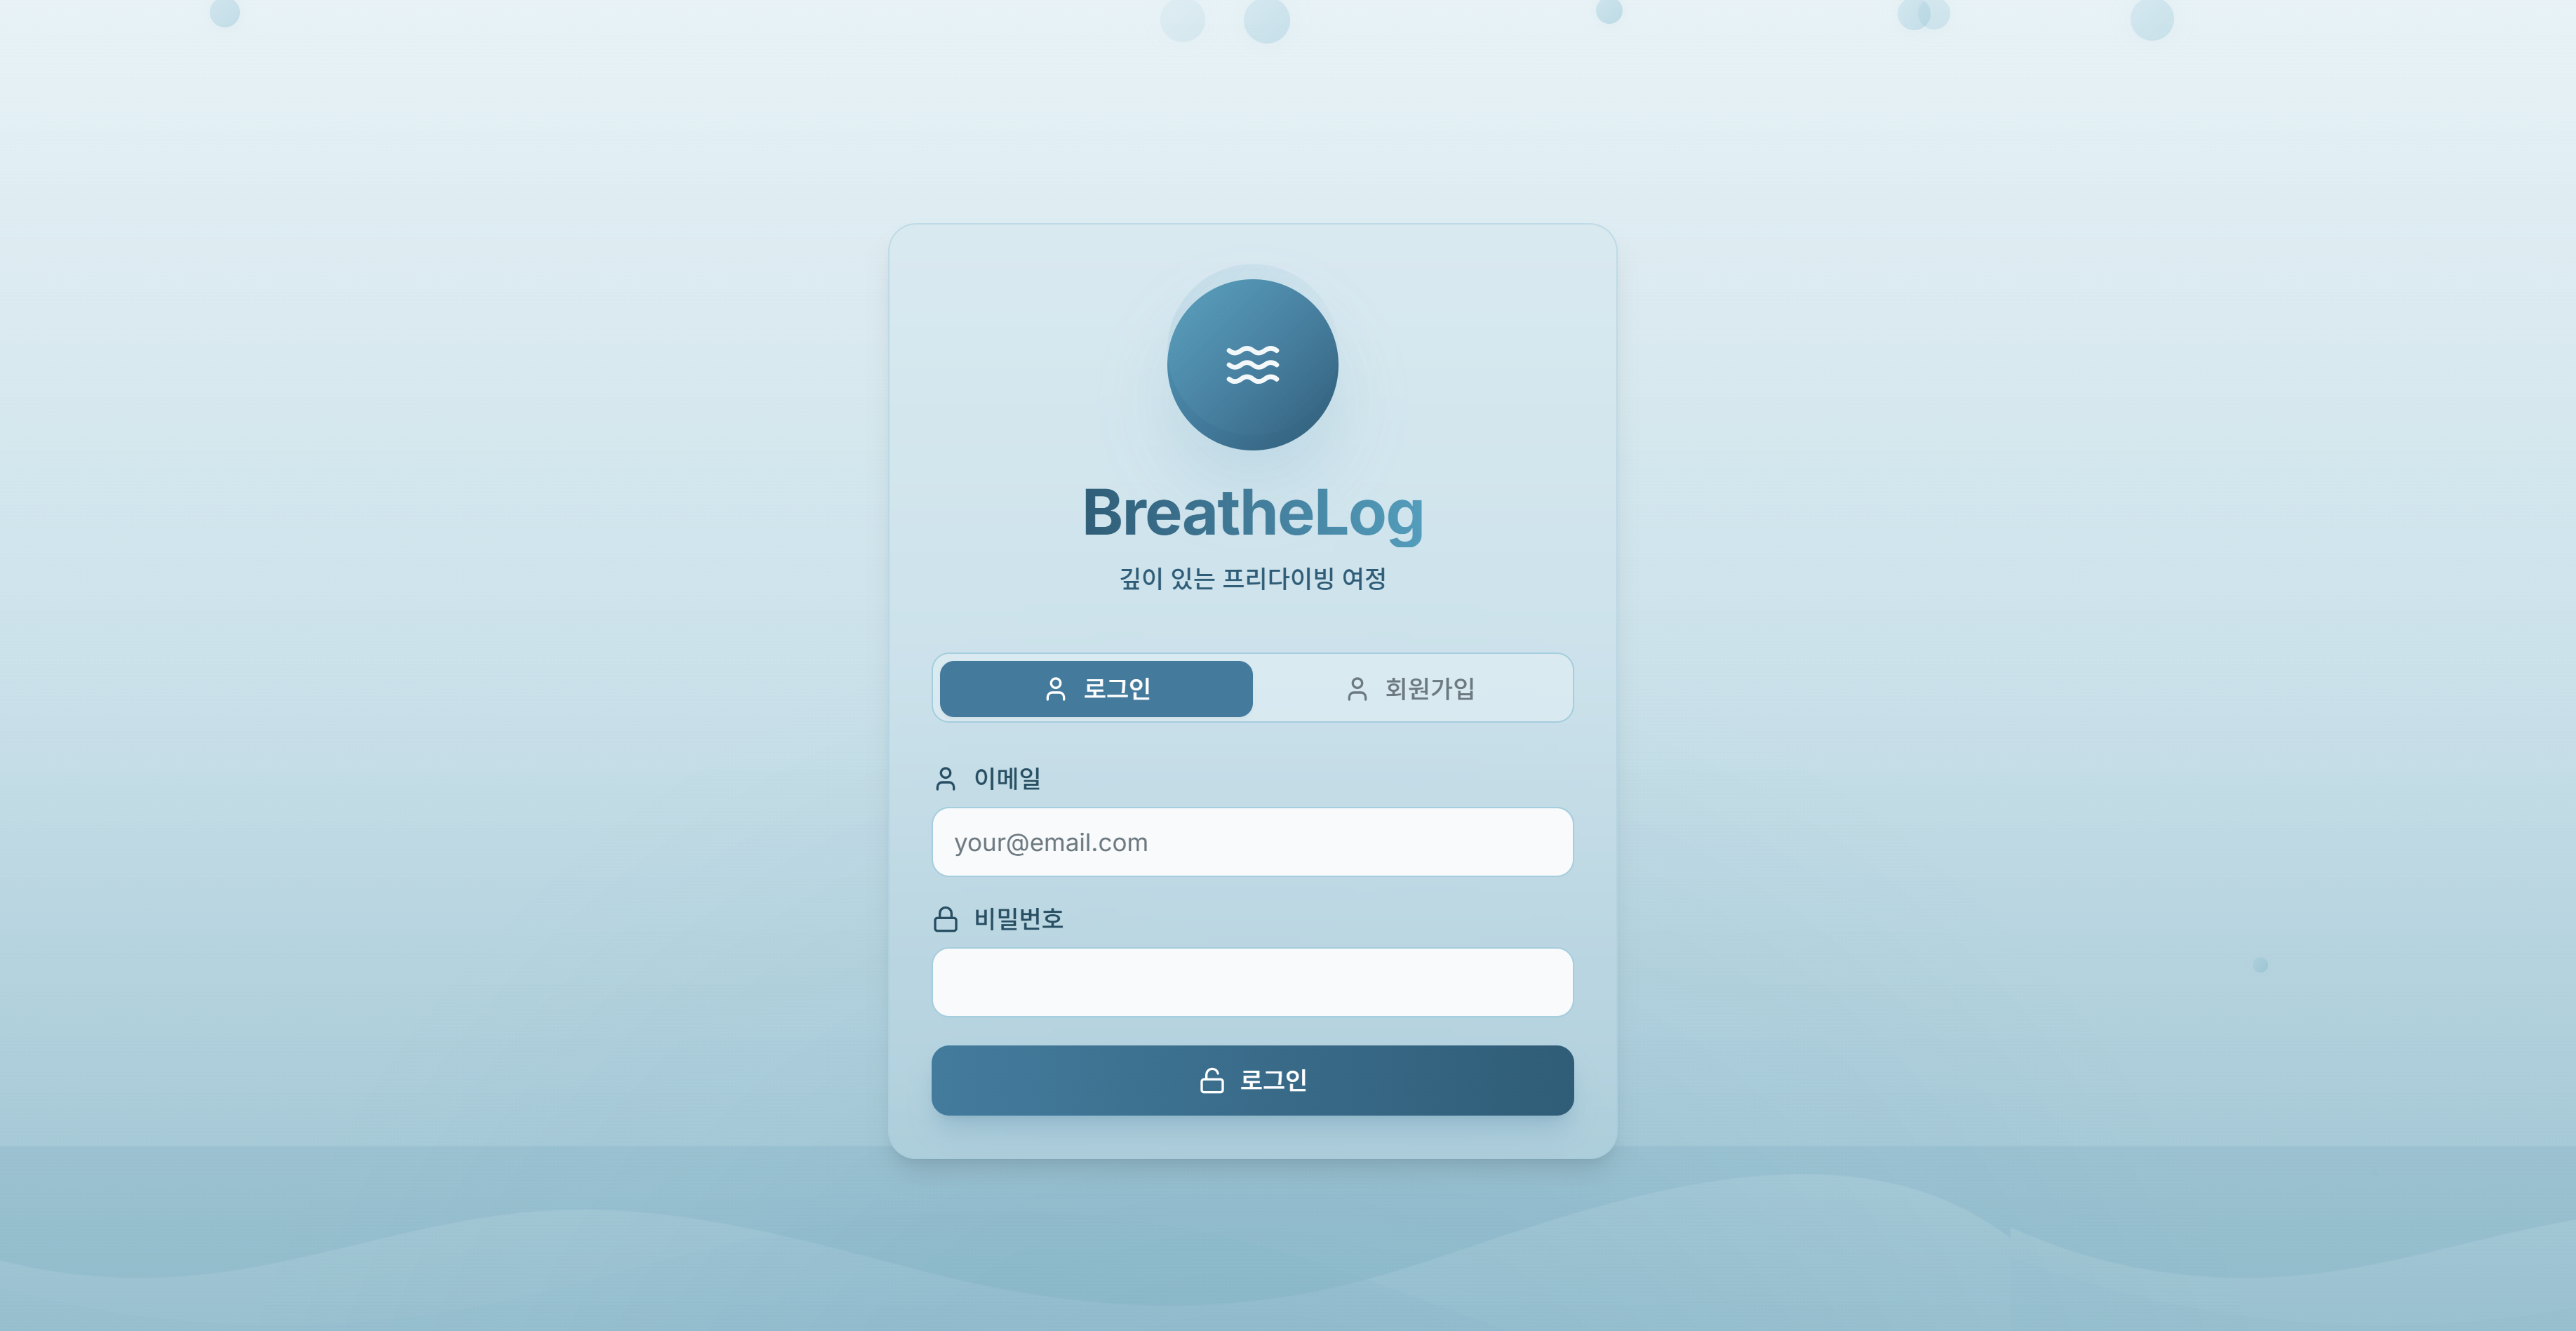 BreatheLog
깊이 있는 프리다이빙 여정
로그인 회원가입
이메일
your@email.com
비밀번호
로그인